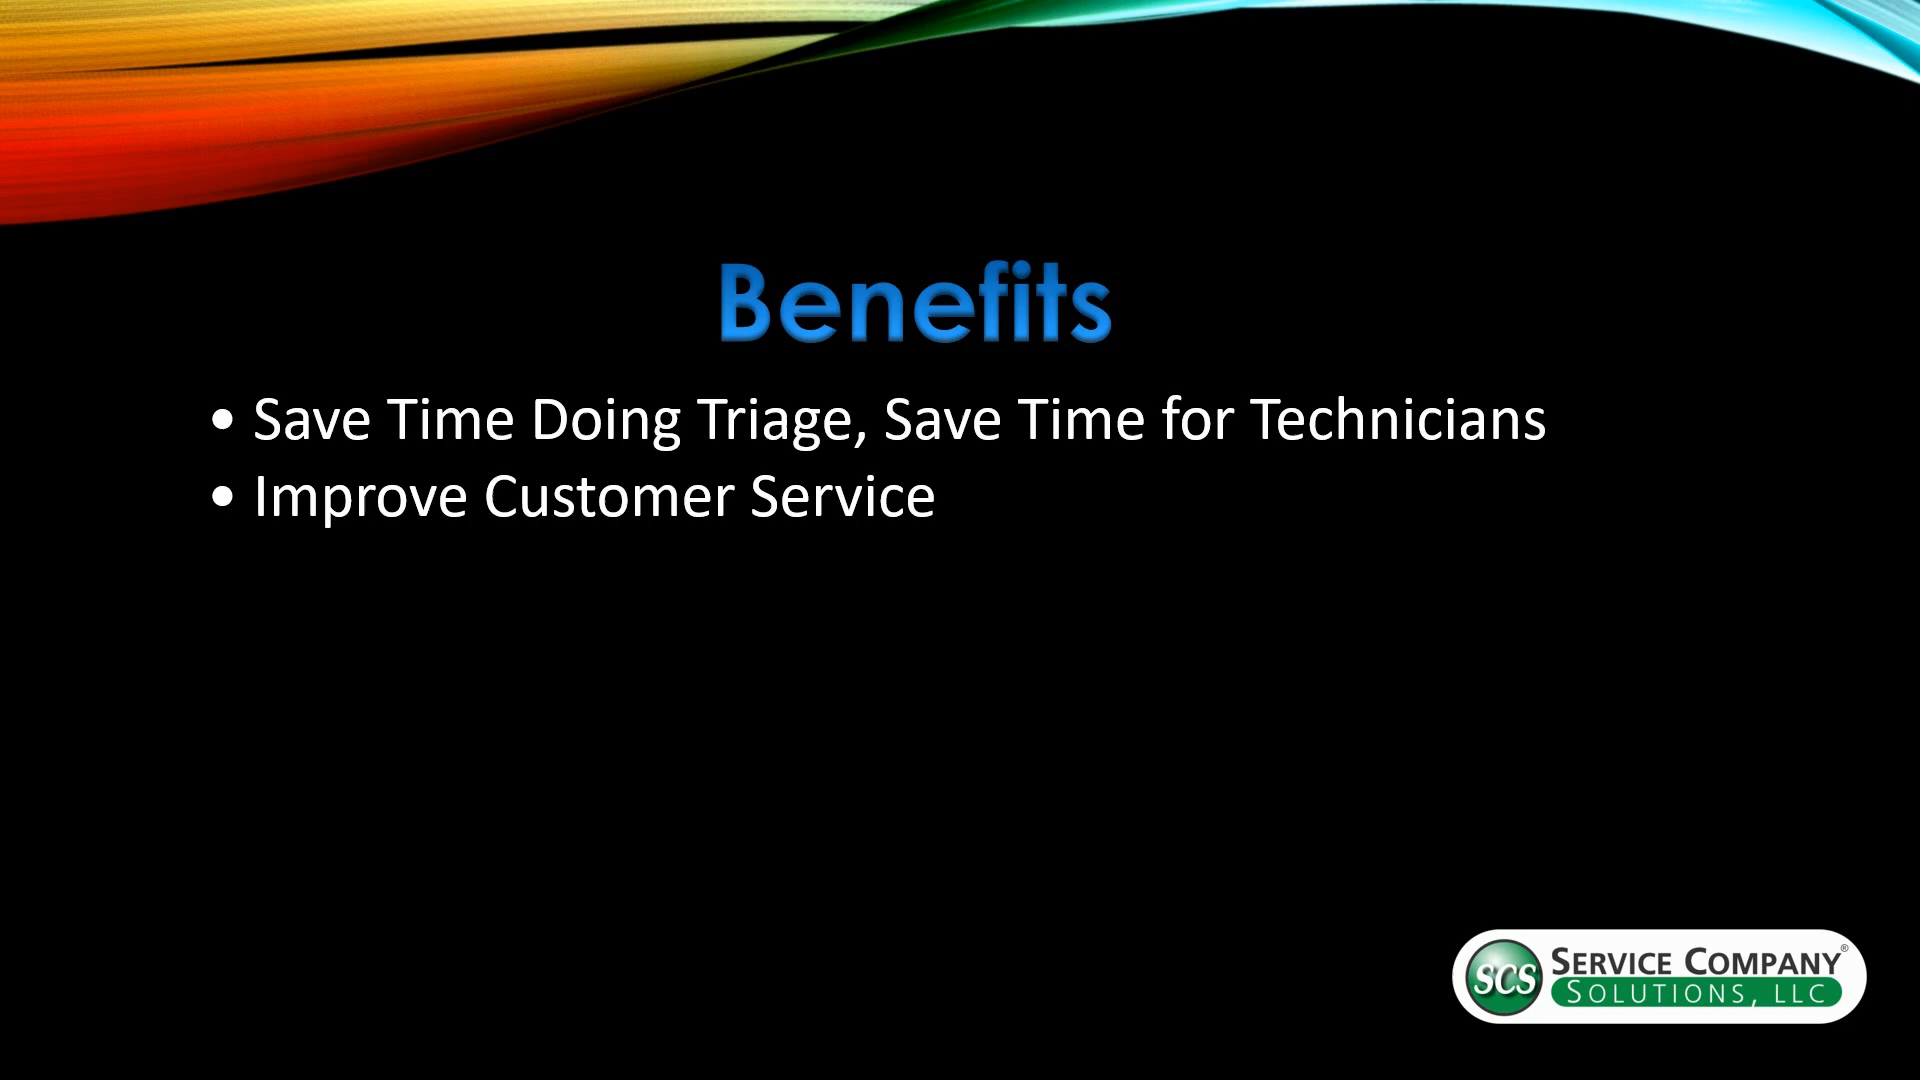 Benefits
• Save Time Doing Triage, Save Time for Technicians
• Improve Customer Service
SCS
SERVICE COMPANY®
SOLUTIONS, LLC